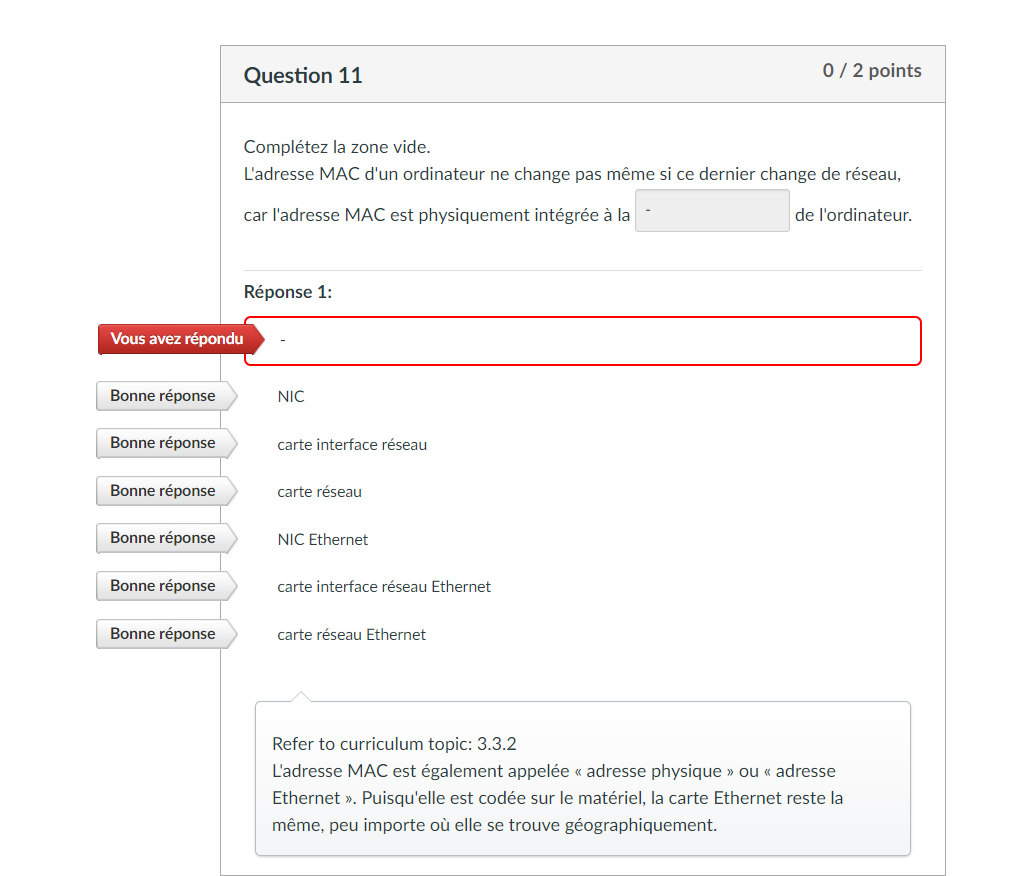 Question 11
0 / 2 points
Complétez la zone vide.
L'adresse MAC d'un ordinateur ne change pas même si ce dernier change de réseau,
car l'adresse MAC est physiquement intégrée à la - de l'ordinateur.
Réponse 1:
Vous avez répondu -
Bonne réponse NIC
Bonne réponse carte interface réseau
Bonne réponse carte réseau
Bonne réponse NIC Ethernet
Bonne réponse carte interface réseau Ethernet
Bonne réponse carte réseau Ethernet
Refer to curriculum topic: 3.3.2
L'adresse MAC est également appelée « adresse physique » ou « adresse
Ethernet ». Puisqu'elle est codée sur le matériel, la carte Ethernet reste la
même, peu importe où elle se trouve géographiquement.